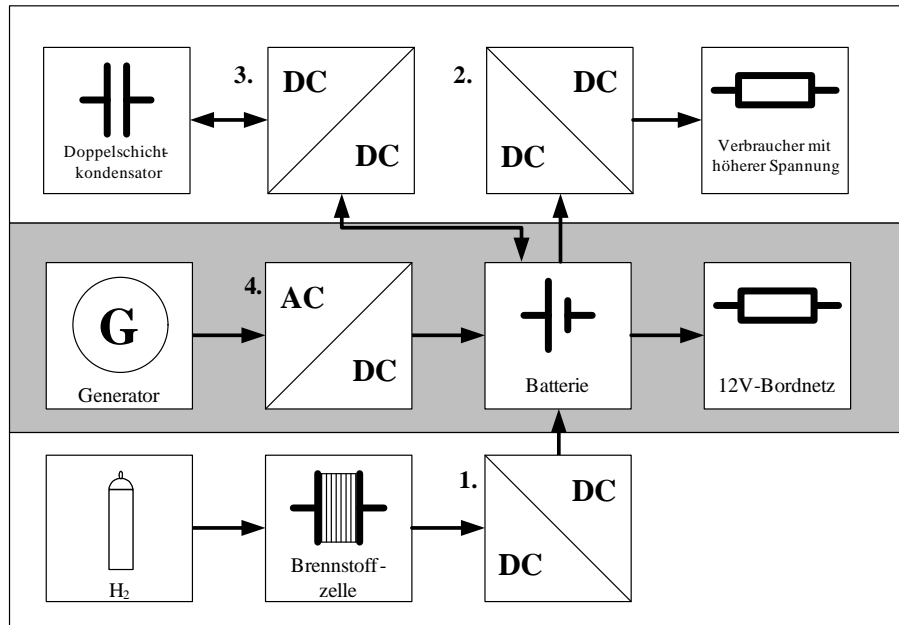 3.
DC
DC
2.
DC
DC
Doppelschicht-
kondensator
Verbraucher mit
höherer Spannung
4.
AC
DC
G
Generator
Batterie
12V-Bordnetz
1.
DC
DC
H₂
Brennstoff-
zelle